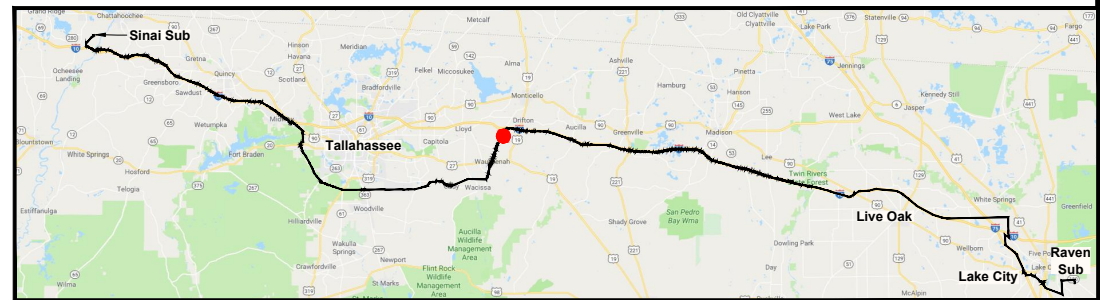 Grand Ridge
Chattahoochee
Metcalf
Old Clyattville
Clyattville
Lake Park
Statenville
Fargo
Sinai Sub
Hinson
Havana
Meridian
Gretna
Quincy
Scotland
Felkel
Miccosukee
Alma
Ashville
Pinetta
Hanson
Jennings
Ocheesee
Landing
Greensboro
Sawdust
Bradfordville
Monticello
Hamburg
Kennedy Still
Jasper
Wetumpka
Lloyd
Drifton
Aucilla
Greenville
Madison
West Lake
Blountstown
White Springs
Fort Braden
Tallahassee
Capitola
Lee
Hosford
Telogia
Wacissa
Twin Rivers
Estiffanulga
Woodville
Hilliardville
Shady Grove
San Pedro
Bay Wma
Live Oak
White Springs
Greenfield
Wakulla
Springs
Aucilla
Wildlife
Management
Area
Dowling Park
Wellborn
Raven
Sub
Crawfordville
Newport
Flint Rock
Wildlife
Management
Area
Day
Lake City
Wilma
St Marks
McAlpin